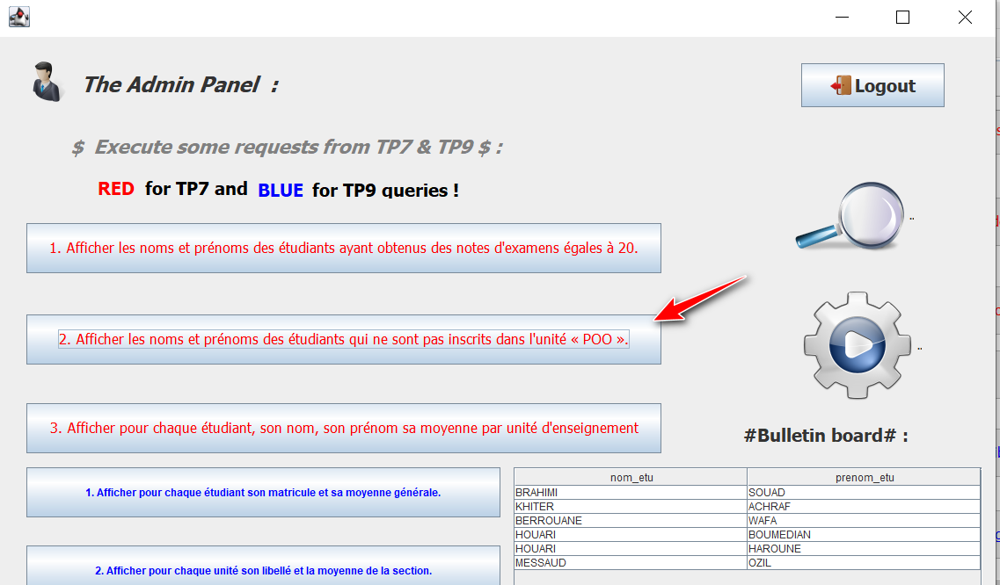 The Admin Panel :
Logout
$ Execute some requests from TP7 & TP9 $ :
RED for TP7 and BLUE for TP9 queries !
1. Afficher les noms et prénoms des étudiants ayant obtenus des notes d'examens égales à 20.
..
2. Afficher les noms et prénoms des étudiants qui ne sont pas inscrits dans l'unité « POO ».
..
3. Afficher pour chaque étudiant, son nom, son prénom sa moyenne par unité d'enseignement
#Bulletin board# :
1. Afficher pour chaque étudiant son matricule et sa moyenne générale.
2. Afficher pour chaque unité son libellé et la moyenne de la section.
nom_etu prenom_etu
BRAHIMI SOUAD
KHITER ACHRAF
BERROUANE WAFA
HOUARI BOUMEDIAN
HOUARI HAROUNE
MESSAUD OZIL